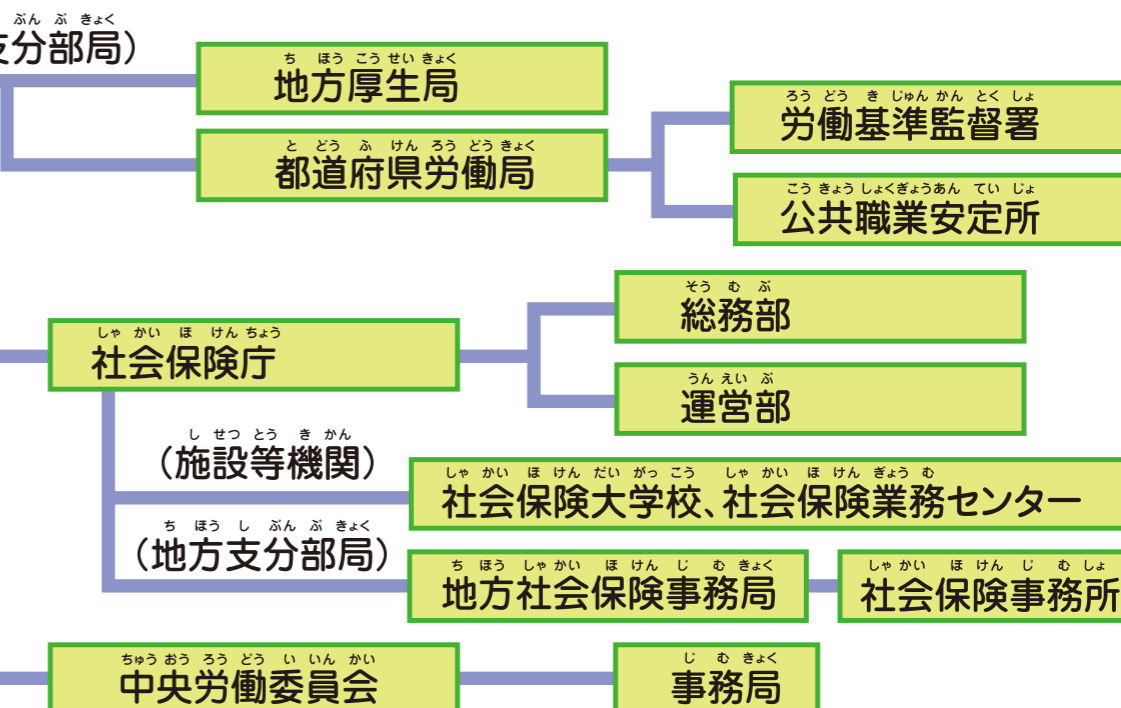 ぶん ぶ きょく
支分部局）
ち ほう こう せい きょく
地方厚生局
と どう ふ けん ろう どう きょく
都道府県労働局
ろう どう き じゅん かん とく しょ
労働基準監督署
こう きょう しょくぎょうあん てい じょ
公共職業安定所
そう む ぶ
総務部
しゃ かい ほ けん ちょう
社会保険庁
うん えい ぶ
運営部
し せつ とう き かん
（施設等機関）
しゃ かい ほ けん だい がっ こう しゃ かい ほ けん ぎょう む
社会保険大学校、社会保険業務センター
ち ほう し ぶん ぶ きょく
（地方支分部局）
ち ほう しゃ かい ほ けん じ む きょく
地方社会保険事務局
しゃ かい ほ けん じ む しょ
社会保険事務所
ちゅう おう ろう どう い いん かい
中央労働委員会
じ む きょく
事務局